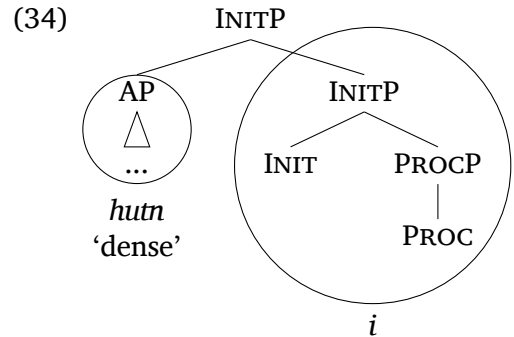 (34) INITP
AP INITP
... INIT PROCP
hutn
‘dense’ PROC
i